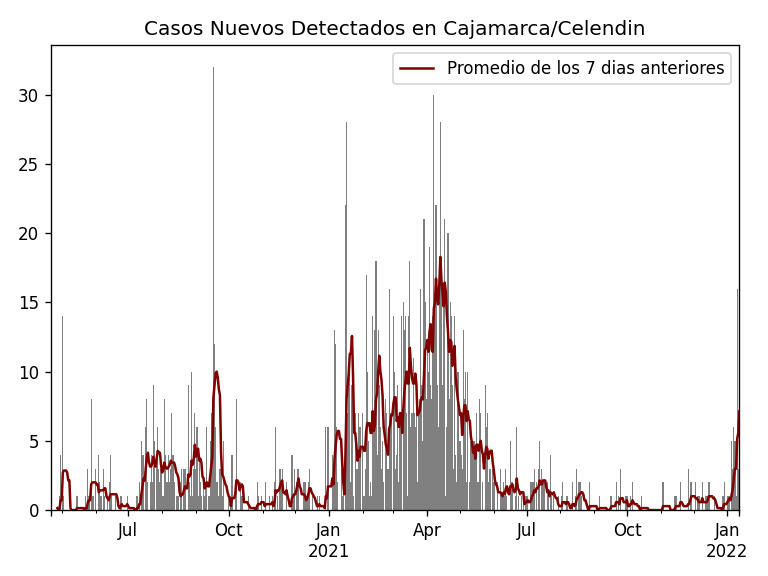 Casos Nuevos Detectados en Cajamarca/Celendin
Promedio de los 7 dias anteriores
30
25
20
15
10
5
0
Jul Oct Jan Apr Jul Oct Jan
2021 2022